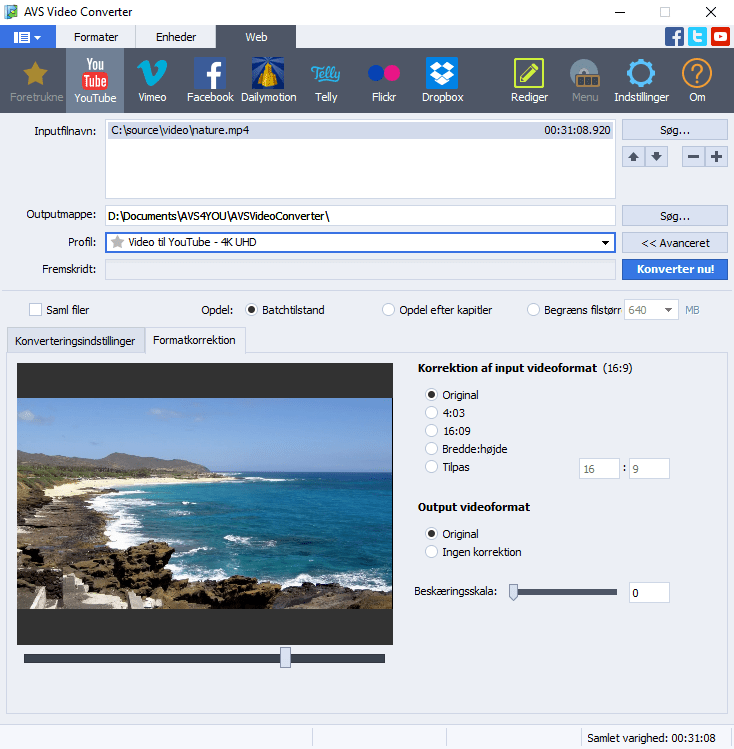 AVS Video Converter
Formater Enheder Web
You
Tube
Telly
Foretrukne YouTube Vimeo Facebook Dailymotion Telly Flickr Dropbox Rediger Menu Indstillinger Om
Inputfilnavn: C:\source\video\nature.mp4 00:31:08.920 Søg...
Outputmappe: D:\Documents\AVS4YOU\AVSVideoConverter\ Søg...
Profil: Video til YouTube - 4K UHD << Avanceret
Fremskridt: Konverter nu!
Saml filer Opdel: Batchtilstand Opdel efter kapitler Begræns filstørr 640 MB
Konverteringsindstillinger Formatkorrektion
Korrektion af input videoformat (16:9)
Original
4:03
16:09
Bredde:højde
Tilpas 16 : 9
Output videoformat
Original
Ingen korrektion
Beskæringsskala: 0
Samlet varighed: 00:31:08